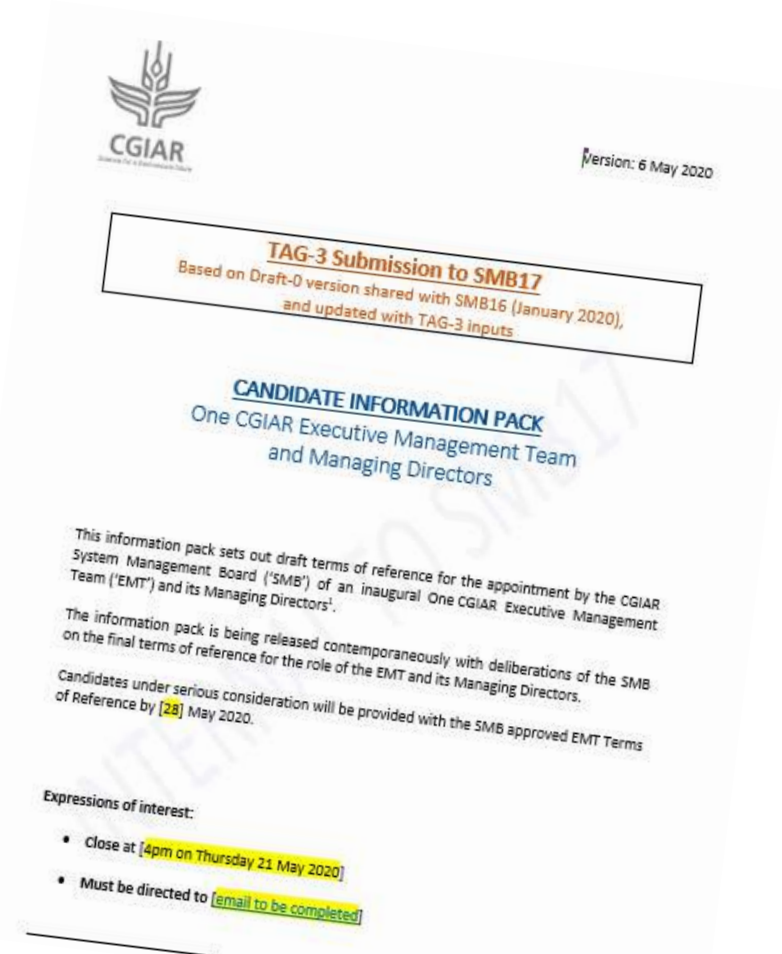 CGIAR
Version: 6 May 2020
TAG-3 Submission to SMB17
Based on Draft-0 version shared with SMB16 (January 2020),
and updated with TAG-3 inputs
CANDIDATE INFORMATION PACK
One CGIAR Executive Management Team
and Managing Directors
This information pack sets out draft terms of reference for the appointment by the CGIAR
System Management Board ('SMB') of an inaugural One CGIAR Executive Management
Team ('EMT') and its Managing Directors¹.
The information pack is being released contemporaneously with deliberations of the SMB
on the final terms of reference for the role of the EMT and its Managing Directors.
Candidates under serious consideration will be provided with the SMB approved EMT Terms
of Reference by [28] May 2020.
Expressions of interest:
• Close at [4pm on Thursday 21 May 2020]
• Must be directed to [email to be completed]